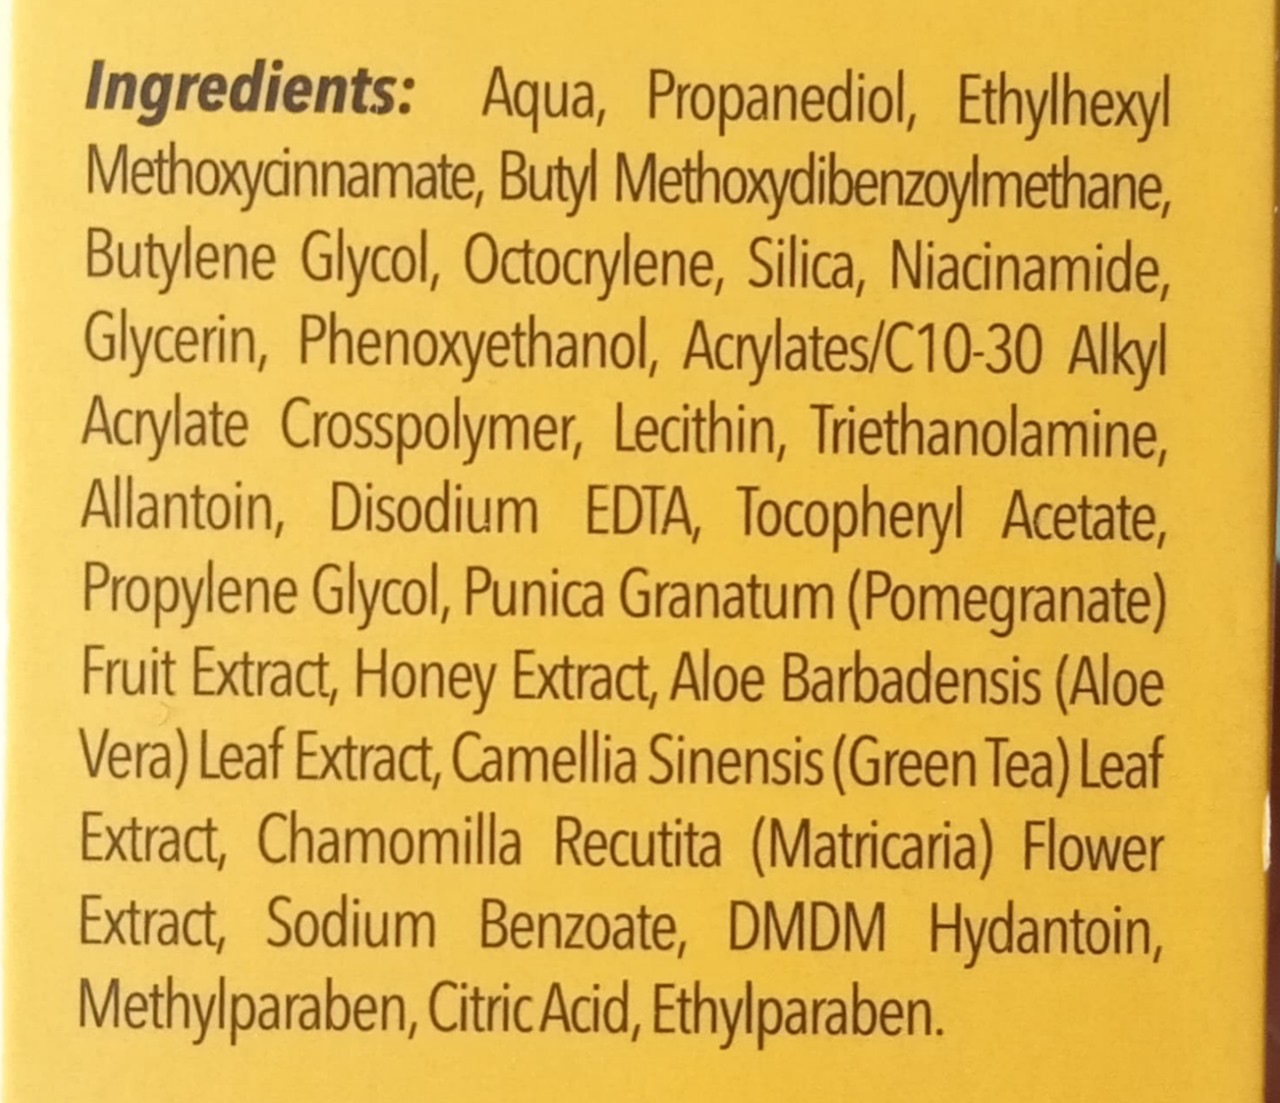 Ingredients: Aqua, Propanediol, Ethylhexyl
Methoxycinnamate, Butyl Methoxydibenzoylmethane,
Butylene Glycol, Octocrylene, Silica, Niacinamide,
Glycerin, Phenoxyethanol, Acrylates/C10-30 Alkyl
Acrylate Crosspolymer, Lecithin, Triethanolamine,
Allantoin, Disodium EDTA, Tocopheryl Acetate,
Propylene Glycol, Punica Granatum (Pomegranate)
Fruit Extract, Honey Extract, Aloe Barbadensis (Aloe
Vera) Leaf Extract, Camellia Sinensis (Green Tea) Leaf
Extract, Chamomilla Recutita (Matricaria) Flower
Extract, Sodium Benzoate, DMDM Hydantoin,
Methylparaben, Citric Acid, Ethylparaben.